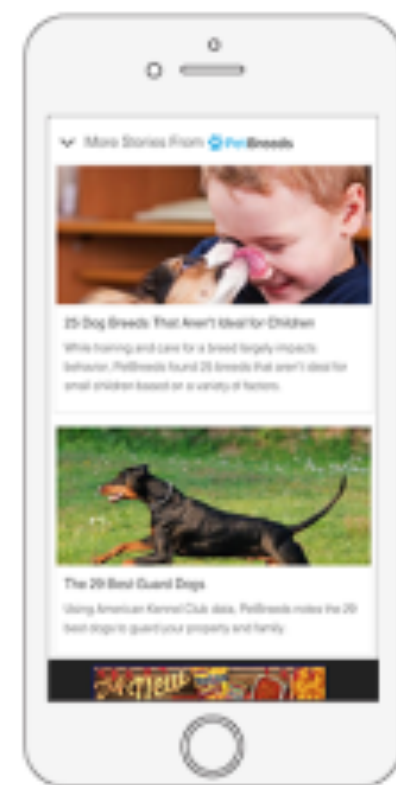 More Stories From PetBreeds
25 Dog Breeds That Aren't Ideal for Children
While training and care for a breed largely impacts
behavior, PetBreeds found 25 breeds that aren't ideal for
small children based on a variety of factors.
The 29 Best Guard Dogs
Using American Kennel Club data, PetBreeds notes the 29
best dogs to guard your property and family.